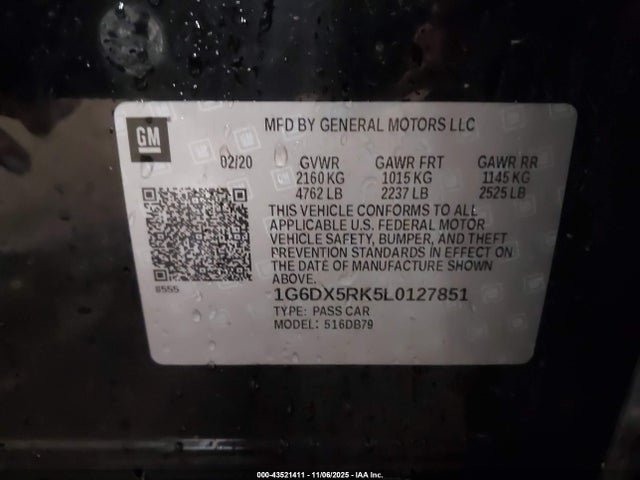 GM
MFD BY GENERAL MOTORS LLC
02/20 GVWR GAWR FRT GAWR RR
2160 KG 1015 KG 1145 KG
4762 LB 2237 LB 2525 LB
THIS VEHICLE CONFORMS TO ALL
APPLICABLE U.S. FEDERAL MOTOR
VEHICLE SAFETY, BUMPER, AND THEFT
PREVENTION STANDARDS IN EFFECT ON
THE DATE OF MANUFACTURE SHOWN
ABOVE.
8555
1G6DX5RK5L0127851
TYPE: PASS CAR
MODEL: 516DB79
000-43521411 - 11/06/2025 - IAA Inc.